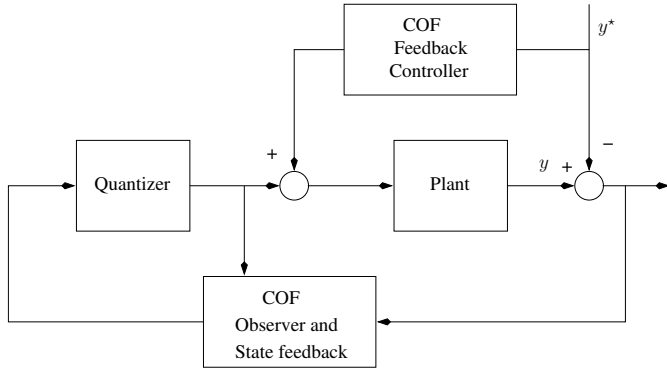 COF
Feedback
Controller
y*
+
−
Quantizer
Plant
y
+
COF
Observer and
State feedback